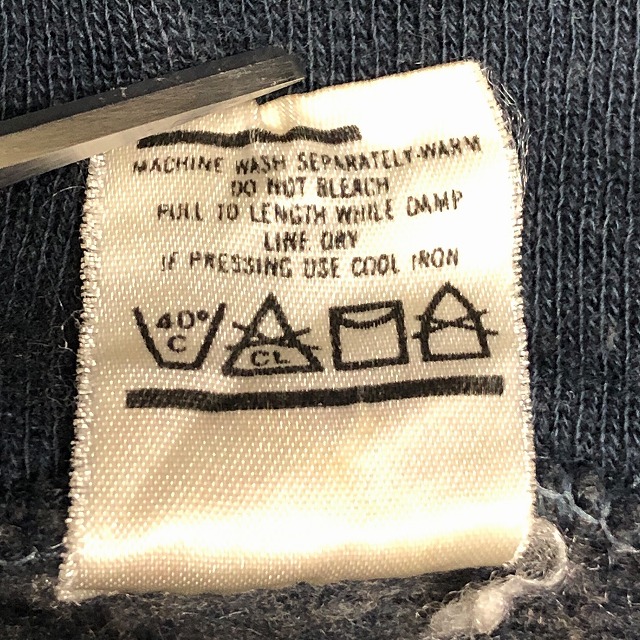 MACHINE WASH SEPARATELY-WARM
DO NOT BLEACH
PULL TO LENGTH WHILE DAMP
LINE DRY
IF PRESSING USE COOL IRON
40°
C
CL